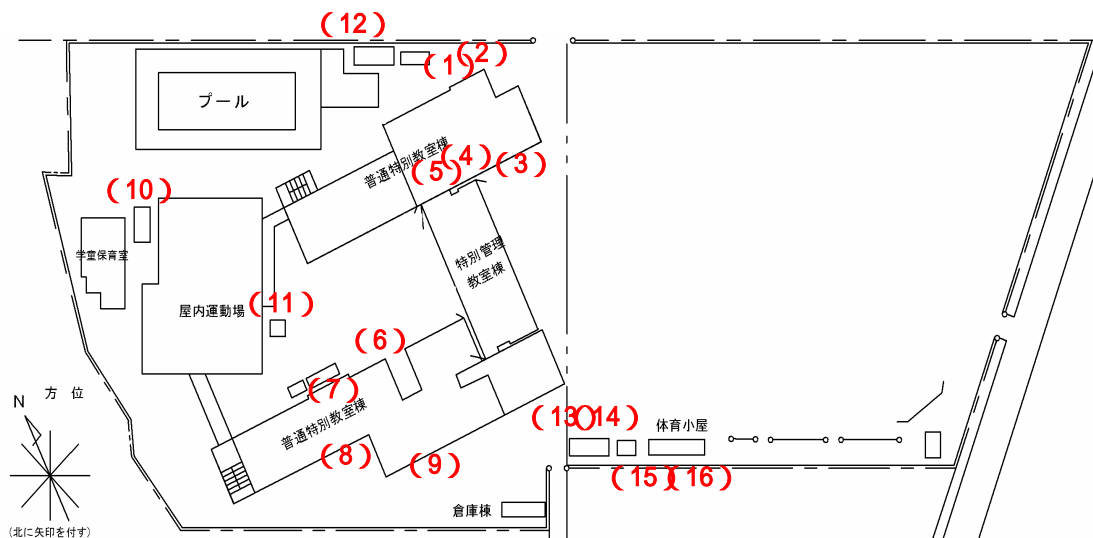 （12）
（1）
（2）
プール
普通特別教室棟
（4）
（3）
（5）
（10）
学童保育室
特別管理
教室棟
屋内運動場
（11）
（6）
（7）
普通特別教室棟
方 位
N
（8）
（9）
（13）
（14）
体育小屋
（15）
（16）
倉庫棟
(北に矢印を付す)